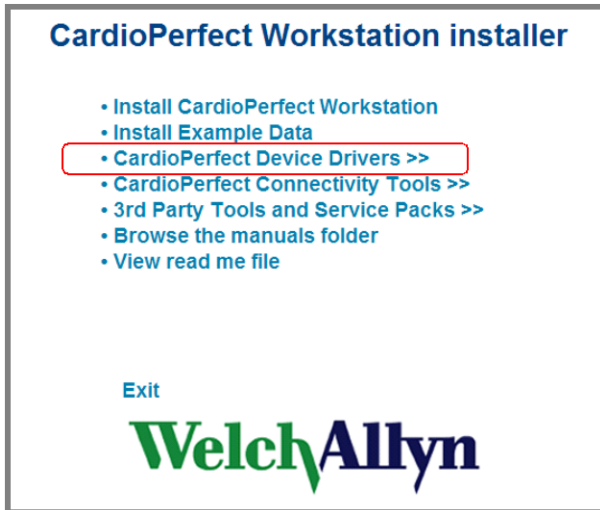 CardioPerfect Workstation installer
• Install CardioPerfect Workstation
• Install Example Data
• CardioPerfect Device Drivers >>
• CardioPerfect Connectivity Tools >>
• 3rd Party Tools and Service Packs >>
• Browse the manuals folder
• View read me file
Exit
WelchAllyn